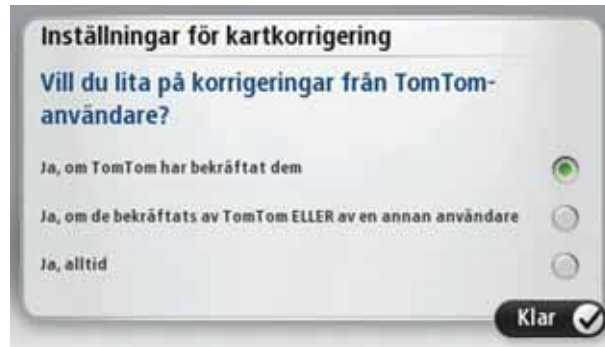 Inställningar för kartkorrigering
Vill du lita på korrigeringar från TomTom-
användare?
Ja, om TomTom har bekräftat dem
Ja, om de bekräftats av TomTom ELLER av en annan användare
Ja, alltid
Klar